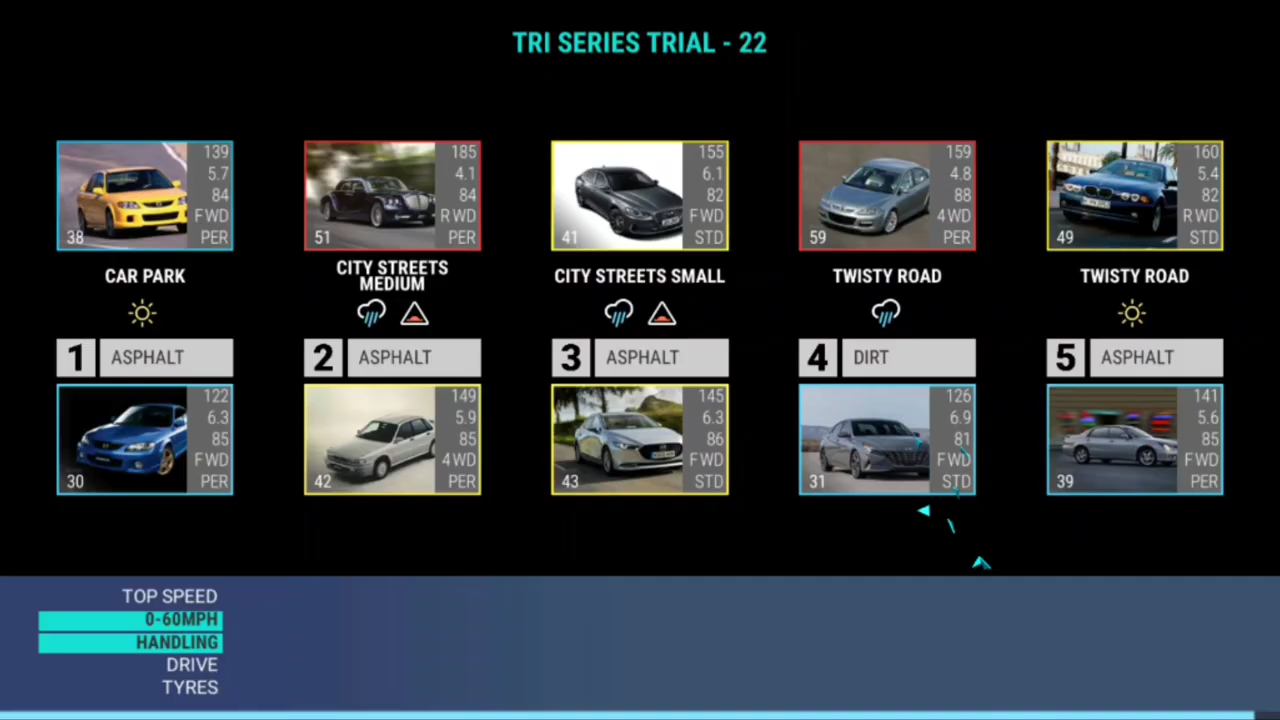 TRI SERIES TRIAL - 22
139
5.7
84
FWD
PER
38
185
4.1
84
RWD
PER
51
155
6.1
82
FWD
STD
41
159
4.8
88
4WD
PER
59
160
5.4
82
RWD
STD
49
CAR PARK
CITY STREETS
MEDIUM
CITY STREETS SMALL
TWISTY ROAD
TWISTY ROAD
1 ASPHALT
2 ASPHALT
3 ASPHALT
4 DIRT
5 ASPHALT
122
6.3
85
FWD
PER
30
149
5.9
85
4WD
PER
42
145
6.3
86
FWD
STD
43
126
6.9
81
FWD
STD
31
141
5.6
85
FWD
PER
39
TOP SPEED
0-60MPH
HANDLING
DRIVE
TYRES